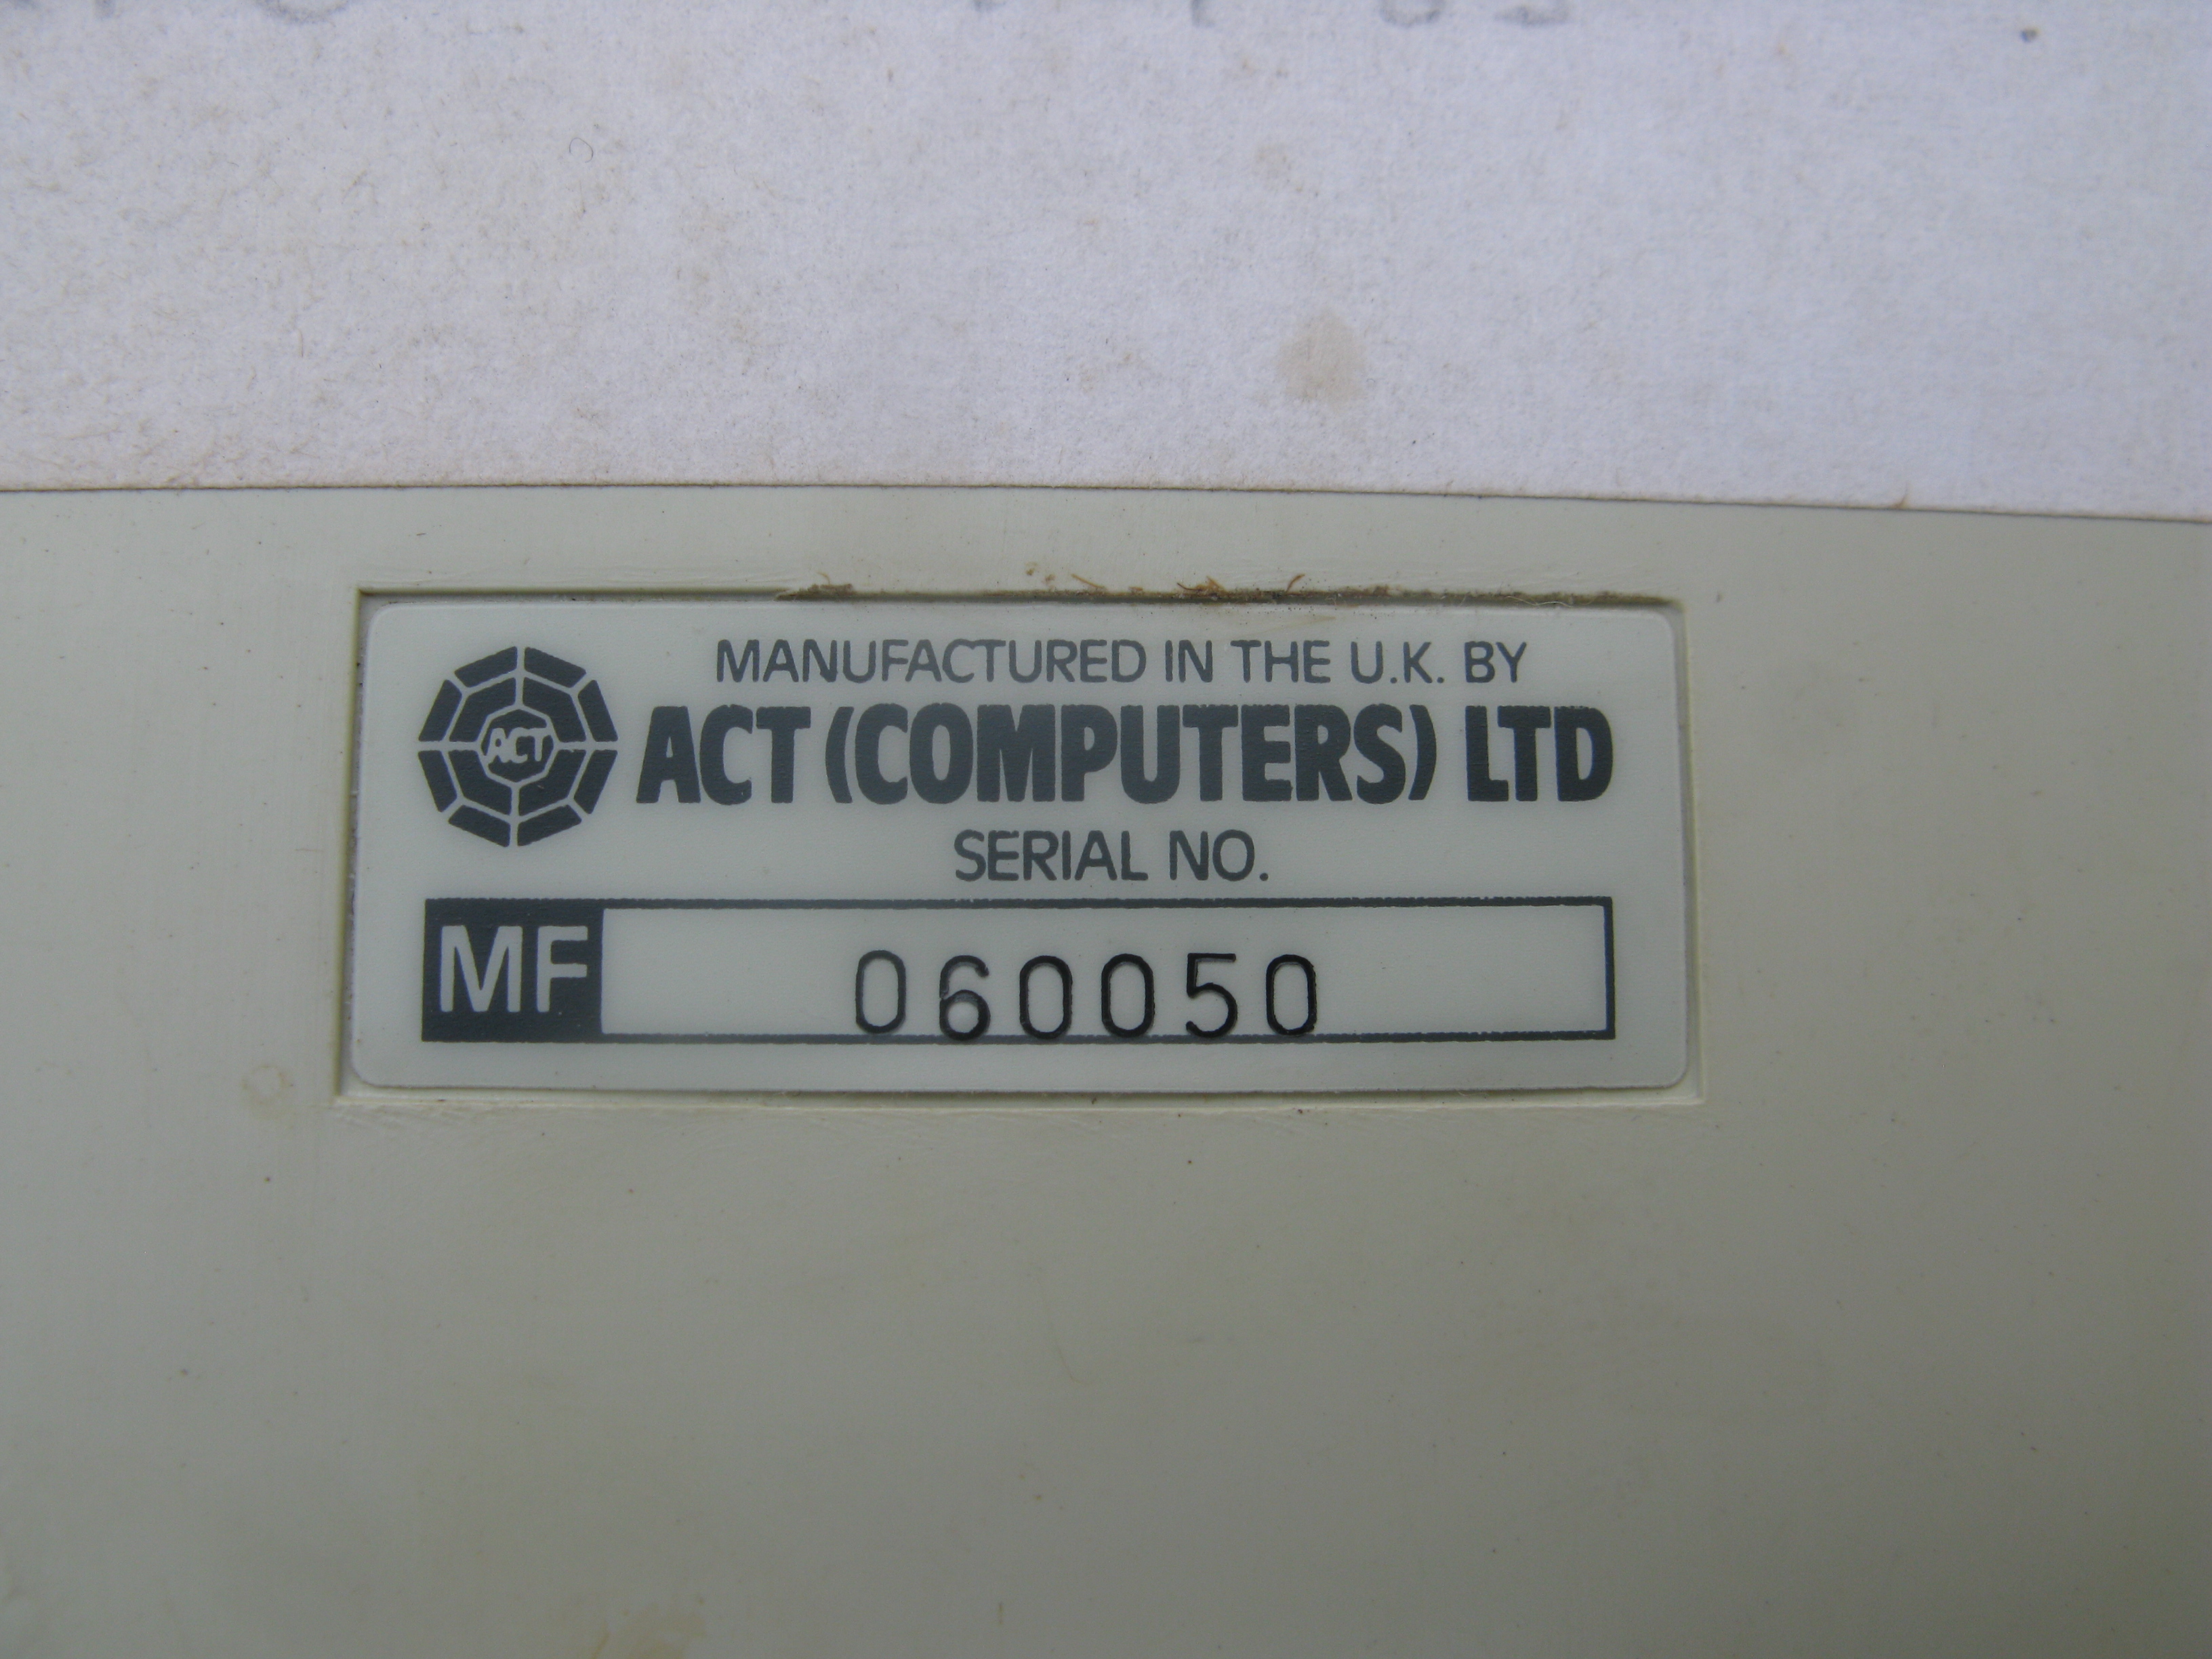 MANUFACTURED IN THE U.K. BY
ACT
ACT (COMPUTERS) LTD
SERIAL NO.
MF 060050